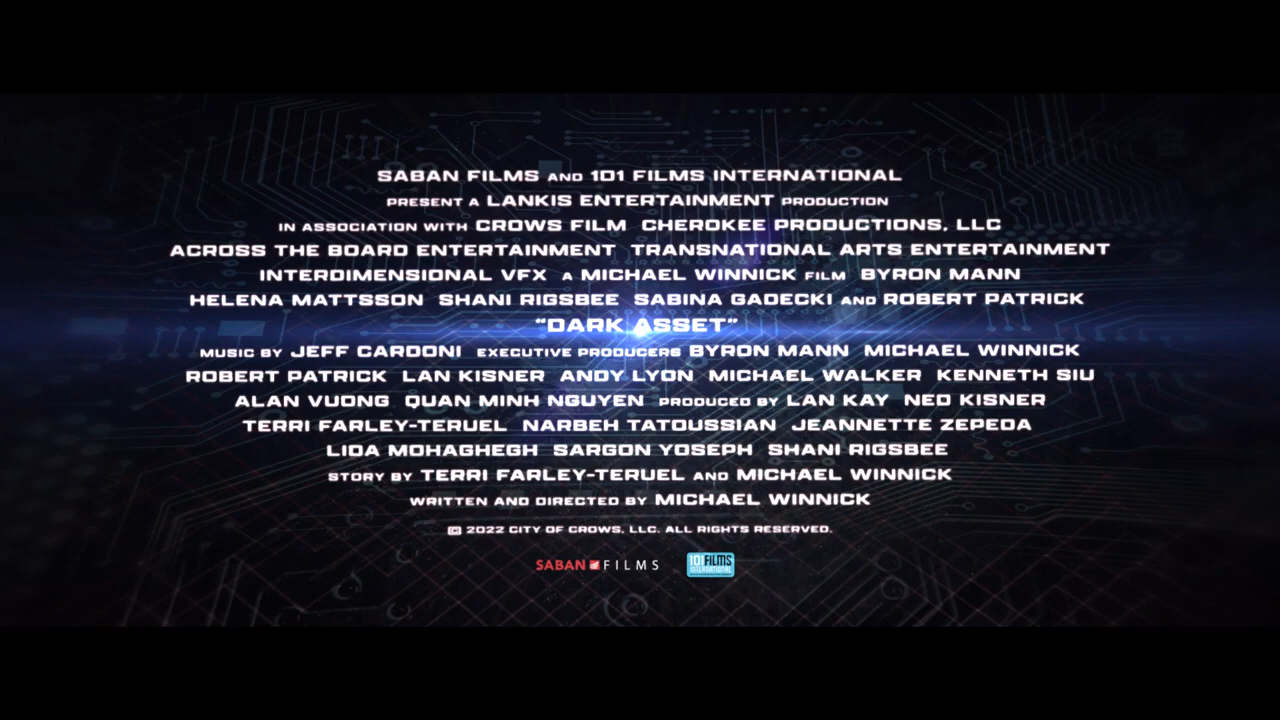 SABAN FILMS AND 101 FILMS INTERNATIONAL
PRESENT A LANKIS ENTERTAINMENT PRODUCTION
IN ASSOCIATION WITH CROWS FILM CHEROKEE PRODUCTIONS, LLC
ACROSS THE BOARD ENTERTAINMENT TRANSNATIONAL ARTS ENTERTAINMENT
INTERDIMENSIONAL VFX A MICHAEL WINNICK FILM BYRON MANN
HELENA MATTSSON SHANI RIGSBEE SABINA GADECKI AND ROBERT PATRICK
"DARK ASSET"
MUSIC BY JEFF CARDONI EXECUTIVE PRODUCERS BYRON MANN MICHAEL WINNICK
ROBERT PATRICK LAN KISNER ANDY LYON MICHAEL WALKER KENNETH SIU
ALAN VUONG QUAN MINH NGUYEN PRODUCED BY LAN KAY NED KISNER
TERRI FARLEY-TERUEL NARBEH TATOUSSIAN JEANNETTE ZEPEDA
LIDA MOHAGHEGH SARGON YOSEPH SHANI RIGSBEE
STORY BY TERRI FARLEY-TERUEL AND MICHAEL WINNICK
WRITTEN AND DIRECTED BY MICHAEL WINNICK
© 2022 CITY OF CROWS, LLC. ALL RIGHTS RESERVED.
SABAN FILMS 101 FILMS INTERNATIONAL